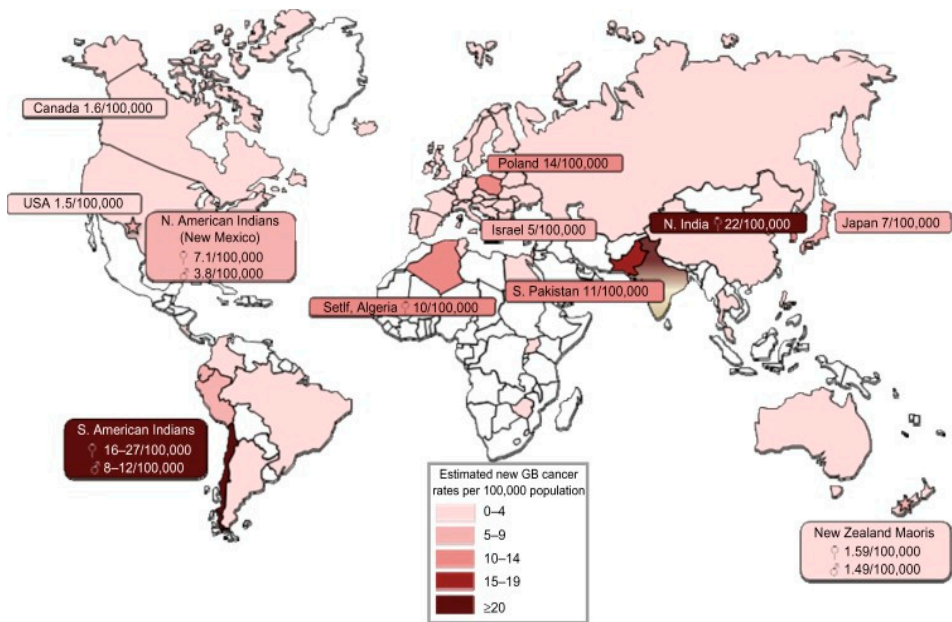 Canada 1.6/100,000
USA 1.5/100,000
N. American Indians
(New Mexico)
♀ 7.1/100,000
♂ 3.8/100,000
Poland 14/100,000
Israel 5/100,000
N. India ♀ 22/100,000
Japan 7/100,000
S. Pakistan 11/100,000
Setlf, Algeria ♀ 10/100,000
S. American Indians
♀ 16–27/100,000
♂ 8–12/100,000
Estimated new GB cancer
rates per 100,000 population
0–4
5–9
10–14
15–19
≥20
New Zealand Maoris
♀ 1.59/100,000
♂ 1.49/100,000